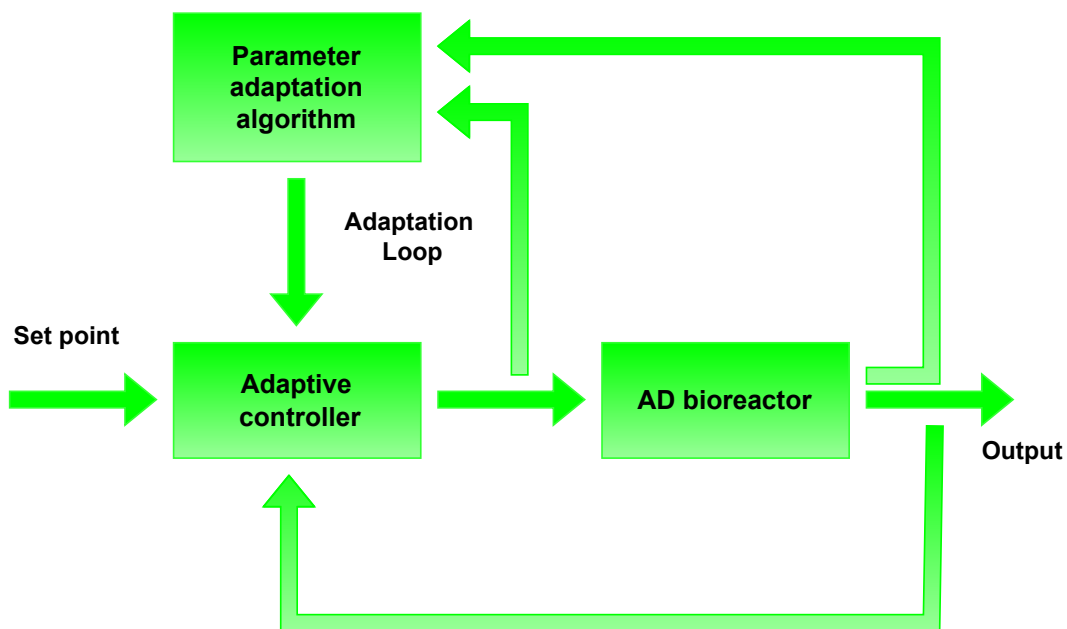 Parameter
adaptation
algorithm
Adaptation
Loop
Set point
Adaptive
controller
AD bioreactor
Output